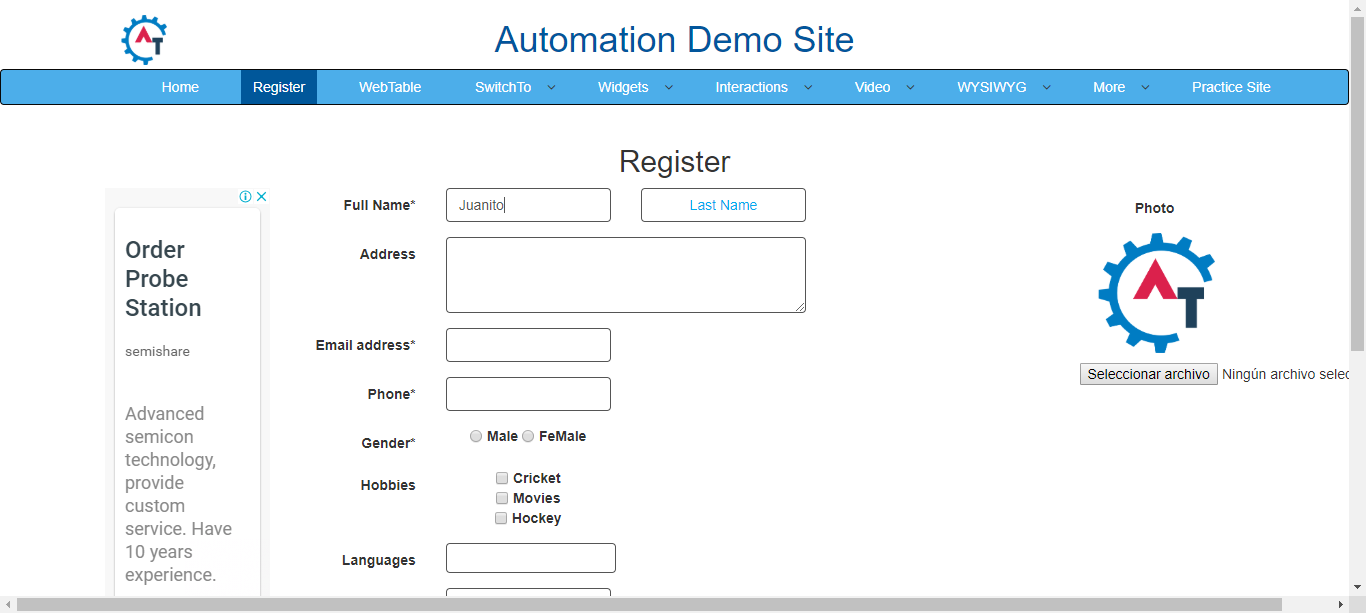 AT
Automation Demo Site
Home Register WebTable SwitchTo Widgets Interactions Video WYSIWYG More Practice Site
Register
Order
Probe
Station
semishare
Advanced
semicon
technology,
provide
custom
service. Have
10 years
experience.
Full Name* Juanito Last Name
Address
Email address*
Phone*
Gender* Male FeMale
Hobbies Cricket
Movies
Hockey
Languages
Photo
AT
Seleccionar archivo Ningún archivo selec